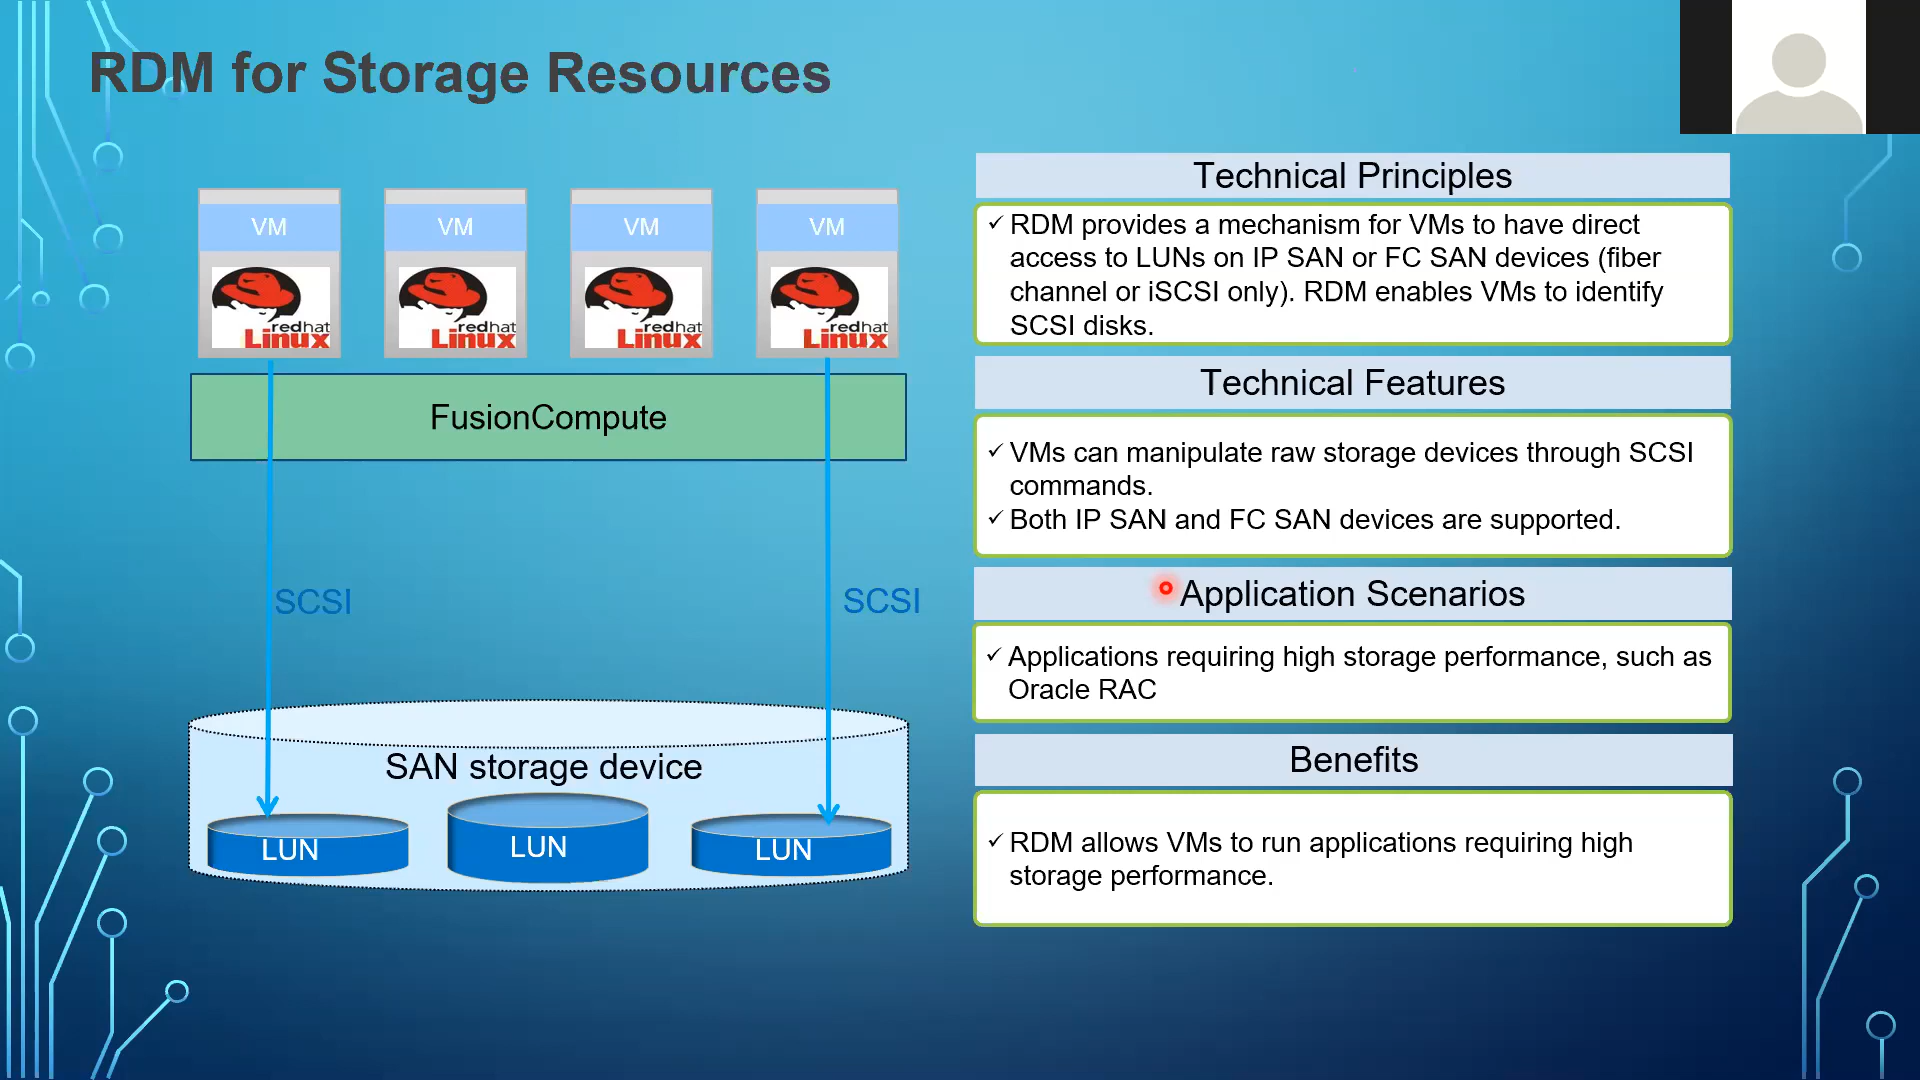 RDM for Storage Resources
VM
VM
VM
VM
redhat
Linux
redhat
Linux
redhat
Linux
redhat
Linux
FusionCompute
SCSI
SCSI
SAN storage device
LUN
LUN
LUN
Technical Principles
✓ RDM provides a mechanism for VMs to have direct
access to LUNs on IP SAN or FC SAN devices (fiber
channel or iSCSI only). RDM enables VMs to identify
SCSI disks.
Technical Features
✓ VMs can manipulate raw storage devices through SCSI
commands.
✓ Both IP SAN and FC SAN devices are supported.
Application Scenarios
✓ Applications requiring high storage performance, such as
Oracle RAC
Benefits
✓ RDM allows VMs to run applications requiring high
storage performance.